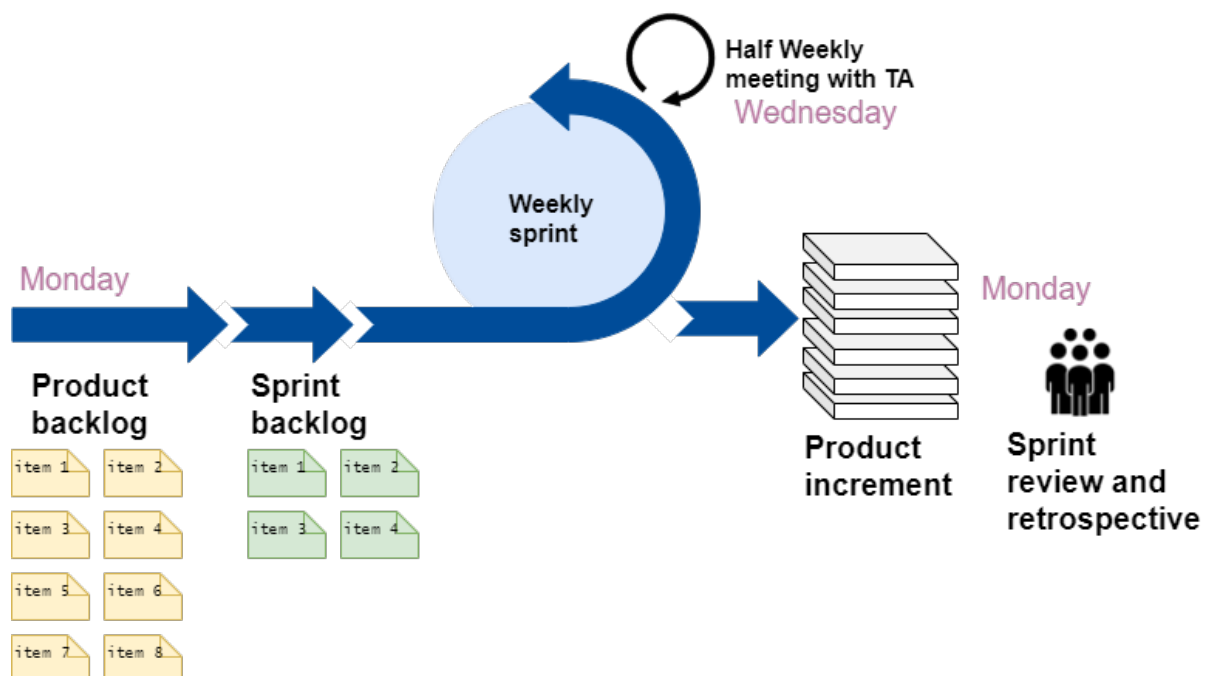 Half Weekly
meeting with TA
Wednesday
Weekly
sprint
Monday
Monday
Product
backlog
Sprint
backlog
item 1
item 2
item 3
item 4
item 5
item 6
item 7
item 8
item 1
item 2
item 3
item 4
Product
increment
Sprint
review and
retrospective